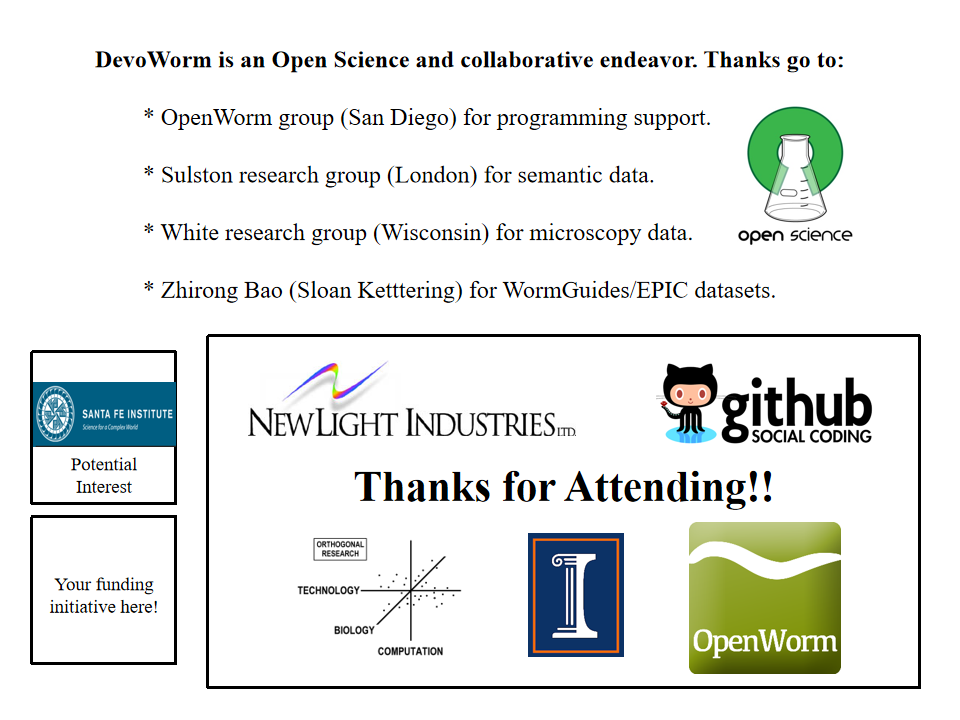 DevoWorm is an Open Science and collaborative endeavor. Thanks go to:
* OpenWorm group (San Diego) for programming support.
* Sulston research group (London) for semantic data.
* White research group (Wisconsin) for microscopy data.
* Zhirong Bao (Sloan Ketttering) for WormGuides/EPIC datasets.
open science
SANTA FE INSTITUTE
Science for a Complex World
Potential
Interest
Your funding
initiative here!
NEWLIGHT INDUSTRIES LTD.
github
SOCIAL CODING
Thanks for Attending!!
ORTHOGONAL
RESEARCH
TECHNOLOGY
BIOLOGY
COMPUTATION
I
OpenWorm